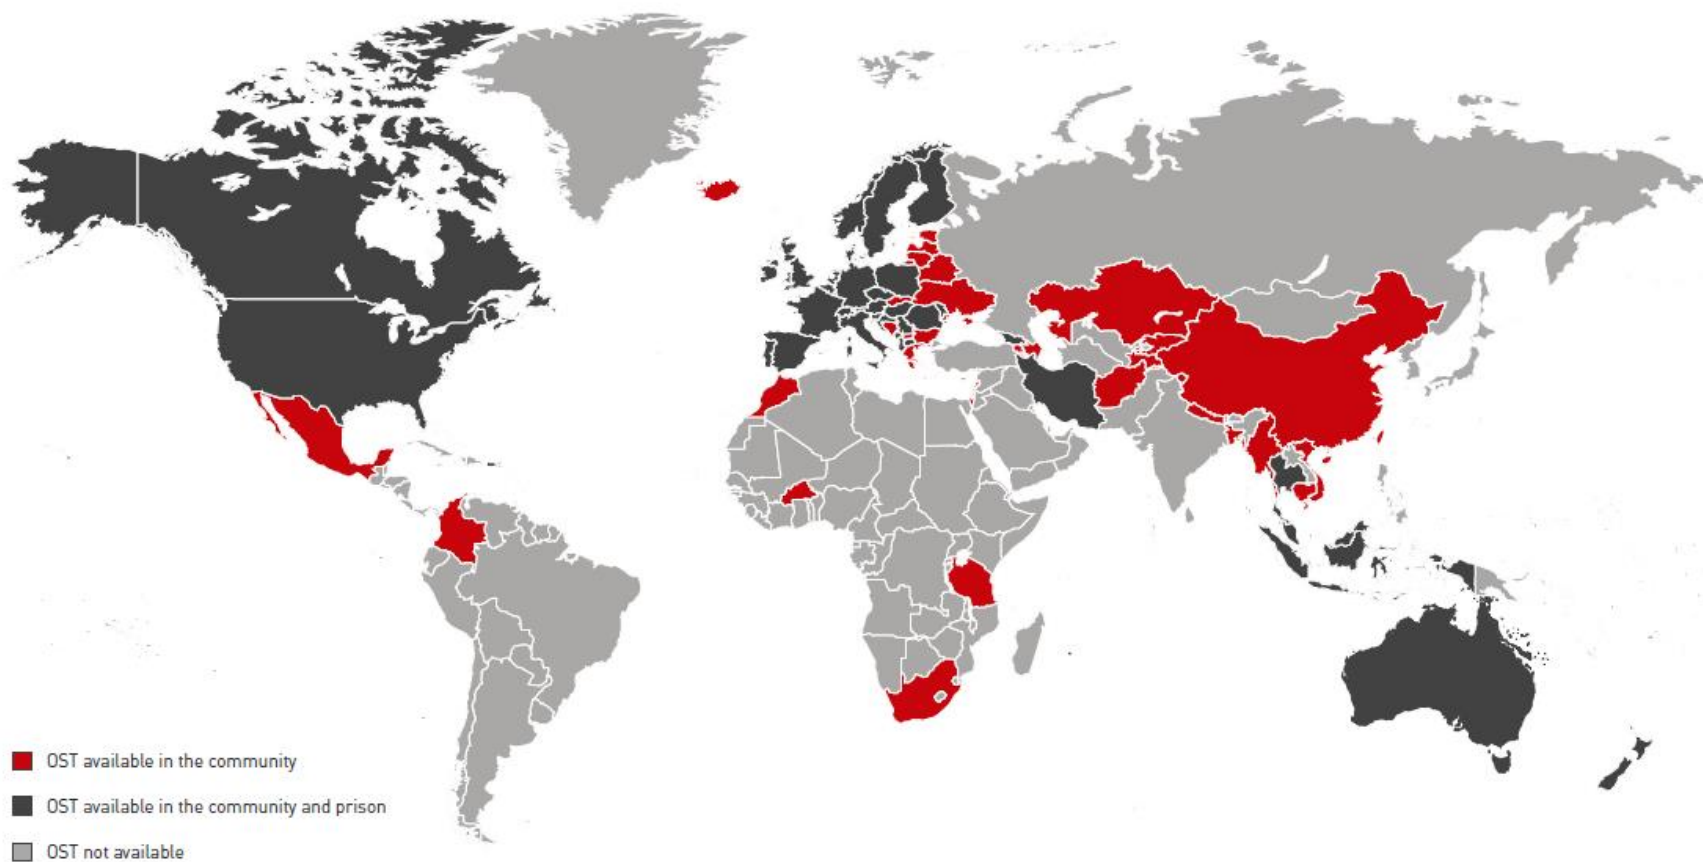 OST available in the community
OST available in the community and prison
OST not available